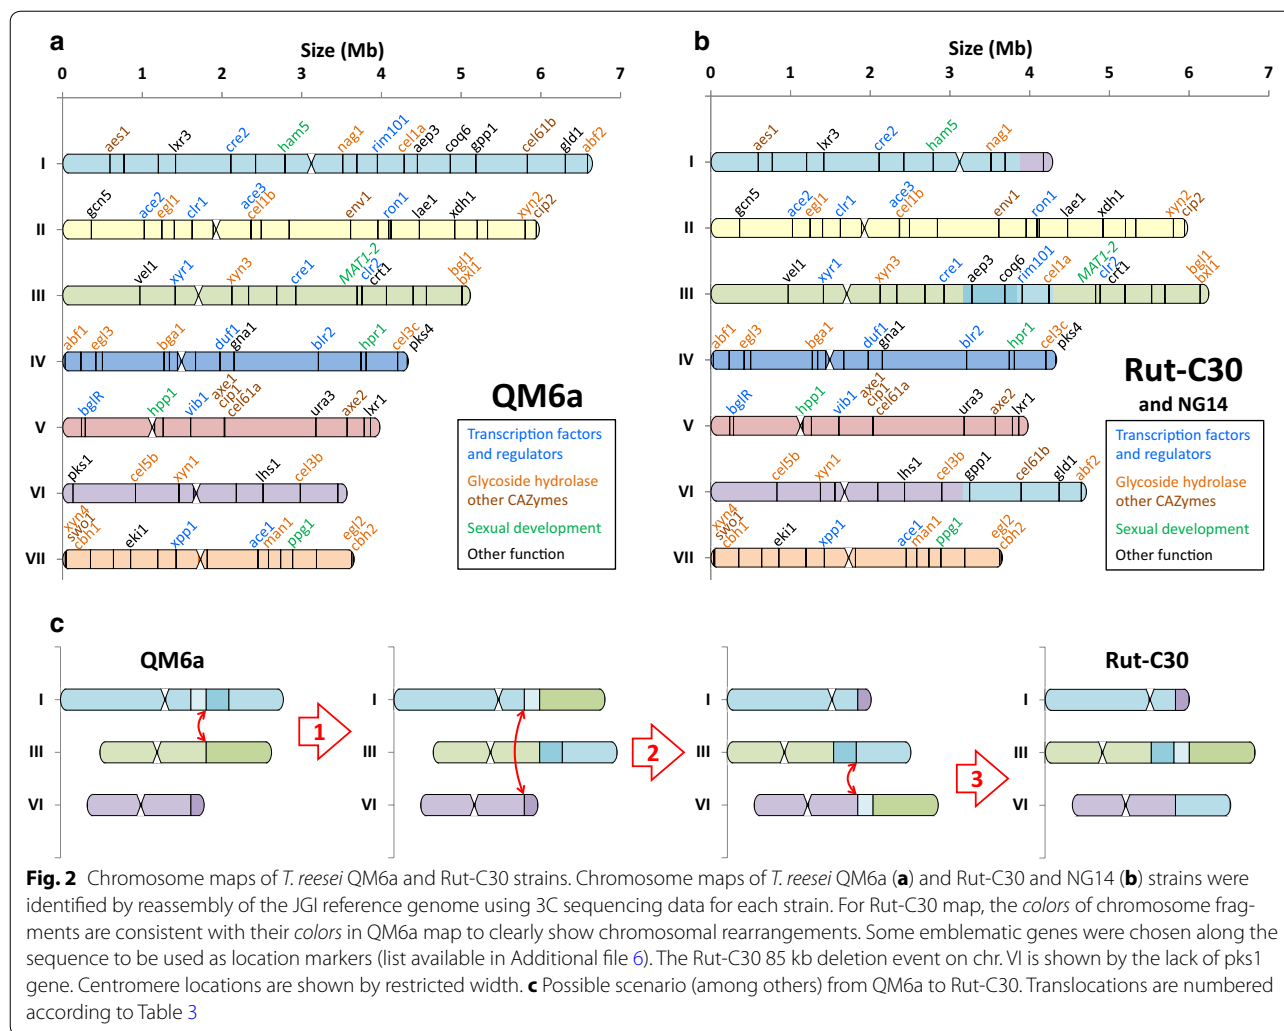 a
Size (Mb)
0 1 2 3 4 5 6 7
aes1 lxr3 cre2 ham5 nag1 rim101 cel1a aep3 coq6 gpp1 cel61b gld1 abf2
I
gcn5 ace2 egl1 clr1 ace3 cel1b env1 ron1 lae1 xdh1 xyn2 cip2
II
vel1 xyr1 xyn3 cre1 MAT1-2 clr2 crt1 bgl1 bxl1
III
abf1 egl3 bga1 duf1 gna1 blr2 hpr1 cel3c pks4
IV
bglR hpp1 vib1 axe1 cip1 cel61a ura3 axe2 lxr1
V
pks1 cel5b xyn1 lhs1 cel3b
VI
xyn4 swo1 cbh1 eki1 xpp1 ace1 man1 ppg1 egl2 cbh2
VII
QM6a
Transcription factors
and regulators
Glycoside hydrolase
other CAZymes
Sexual development
Other function
b
Size (Mb)
0 1 2 3 4 5 6 7
aes1 lxr3 cre2 ham5 nag1
I
gcn5 ace2 egl1 clr1 ace3 cel1b env1 ron1 lae1 xdh1 xyn2 cip2
II
vel1 xyr1 xyn3 cre1 aep3 coq6 rim101 cel1a MAT1-2 clr2 crt1 bgl1 bxl1
III
abf1 egl3 bga1 duf1 gna1 blr2 hpr1 cel3c pks4
IV
bglR hpp1 vib1 axe1 cip1 cel61a ura3 axe2 lxr1
V
cel5b xyn1 lhs1 cel3b gpp1 cel61b gld1 abf2
VI
xyn4 swo1 cbh1 eki1 xpp1 ace1 man1 ppg1 egl2 cbh2
VII
Rut-C30
and NG14
Transcription factors
and regulators
Glycoside hydrolase
other CAZymes
Sexual development
Other function
c
QM6a
I
III
VI
1
I
III
VI
2
I
III
VI
3
Rut-C30
I
III
VI
Fig. 2 Chromosome maps of T. reesei QM6a and Rut-C30 strains. Chromosome maps of T. reesei QM6a (a) and Rut-C30 and NG14 (b) strains were
identified by reassembly of the JGI reference genome using 3C sequencing data for each strain. For Rut-C30 map, the colors of chromosome frag-
ments are consistent with their colors in QM6a map to clearly show chromosomal rearrangements. Some emblematic genes were chosen along the
sequence to be used as location markers (list available in Additional file 6). The Rut-C30 85 kb deletion event on chr. VI is shown by the lack of pks1
gene. Centromere locations are shown by restricted width. c Possible scenario (among others) from QM6a to Rut-C30. Translocations are numbered
according to Table 3